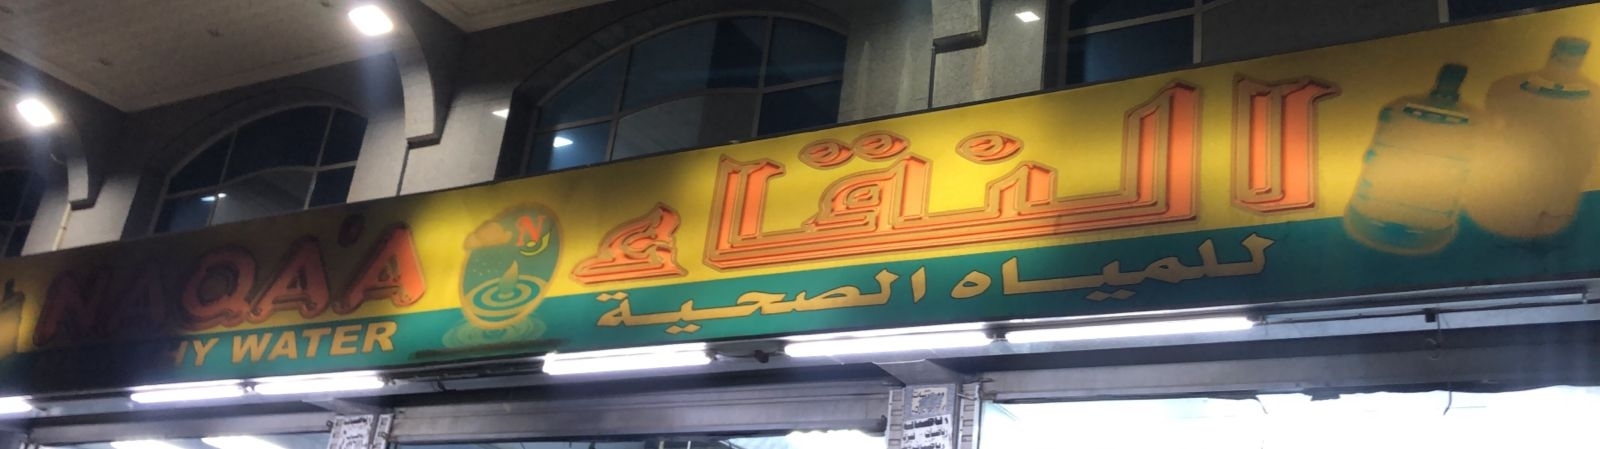 النقاء
للمياه الصحية
NAQA'A
HY WATER
N